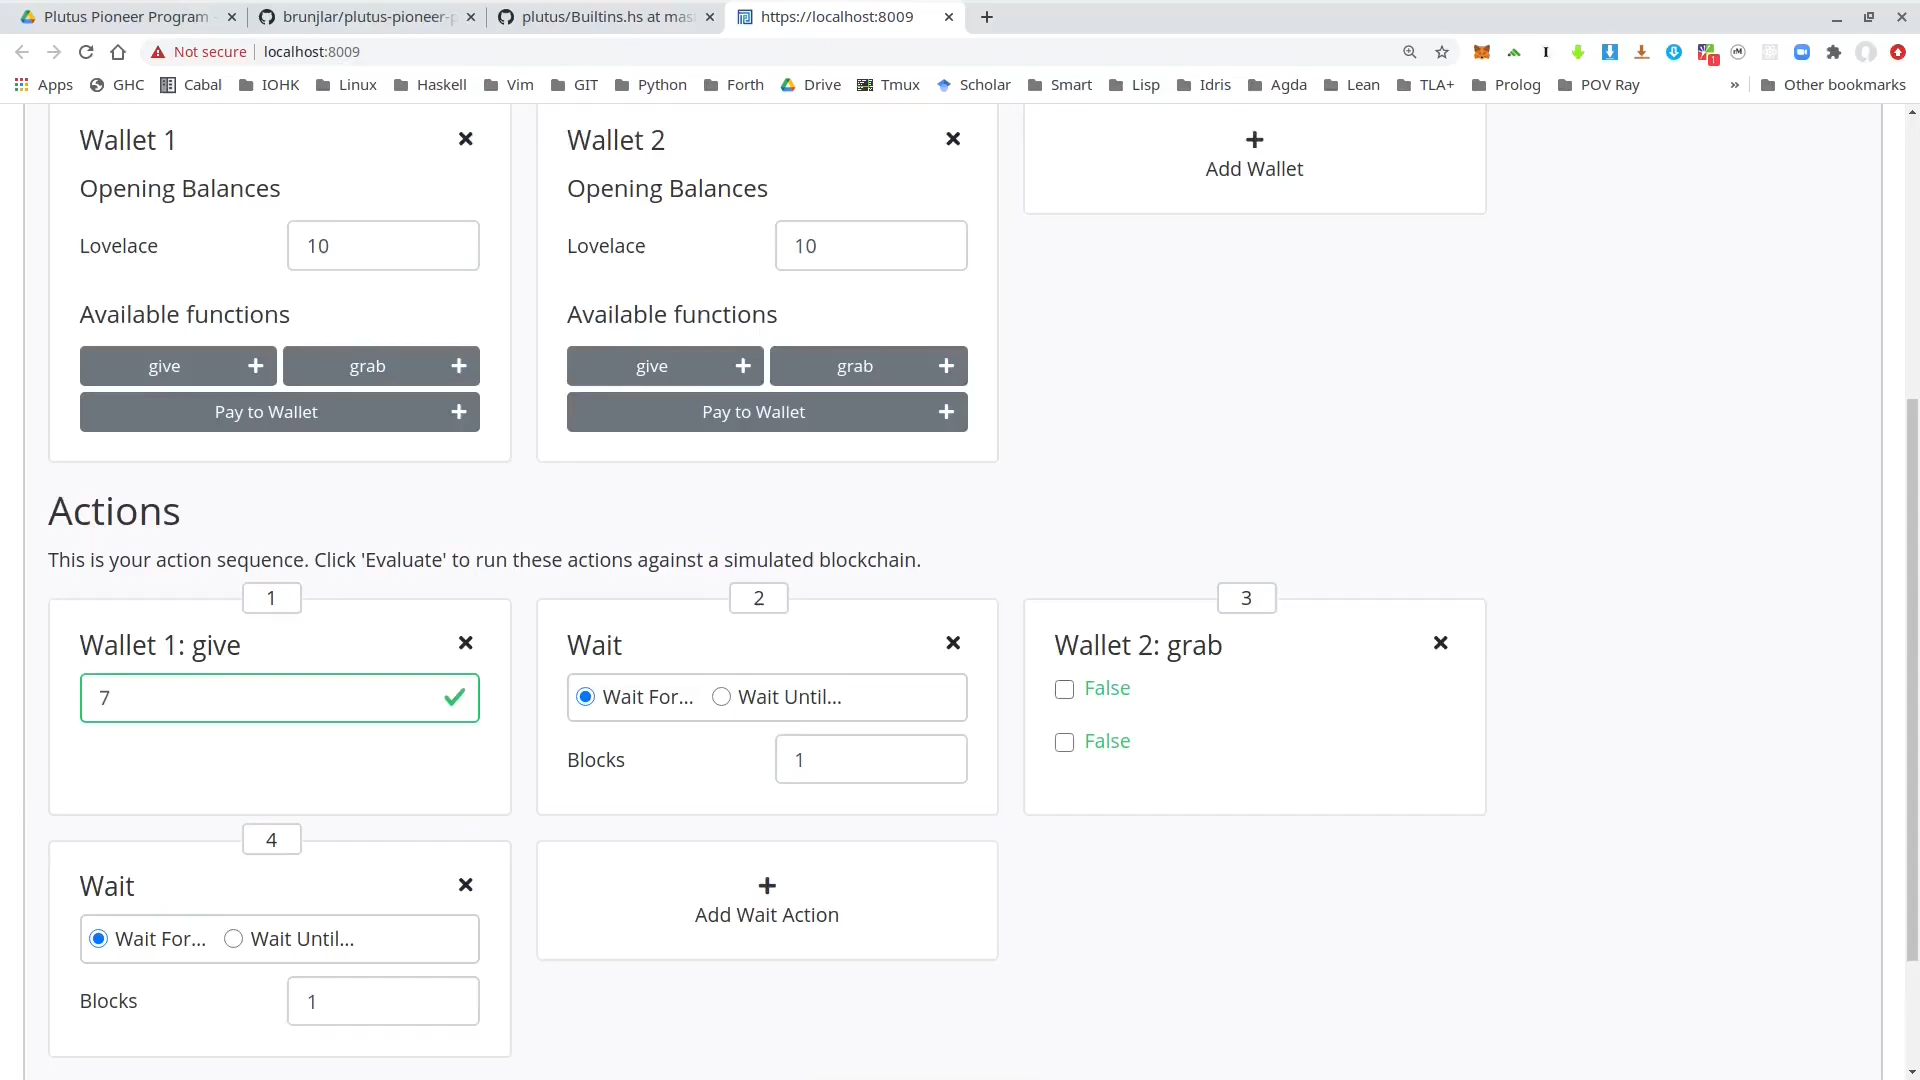 Plutus Pioneer Program
brunjlar/plutus-pioneer-p
plutus/Builtins.hs at mas
https://localhost:8009
Not secure
localhost:8009
Apps
GHC
Cabal
IOHK
Linux
Haskell
Vim
GIT
Python
Forth
Drive
Tmux
Scholar
Smart
Lisp
Idris
Agda
Lean
TLA+
Prolog
POV Ray
»
Other bookmarks
Wallet 1
Opening Balances
Lovelace
10
Available functions
give
grab
Pay to Wallet
Wallet 2
Opening Balances
Lovelace
10
Available functions
give
grab
Pay to Wallet
Add Wallet
Actions
This is your action sequence. Click 'Evaluate' to run these actions against a simulated blockchain.
1
Wallet 1: give
7
2
Wait
Wait For... Wait Until...
Blocks
1
3
Wallet 2: grab
False
False
4
Wait
Wait For... Wait Until...
Blocks
1
Add Wait Action